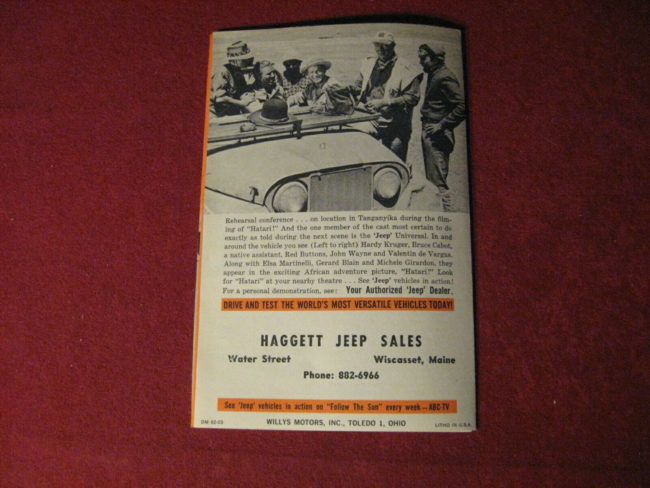 Rehearsal conference . . . on location in Tanganyika during the film-
ing of "Hatari!" And the one member of the cast most certain to do
exactly as told during the next scene is the 'Jeep' Universal. In and
around the vehicle you see (Left to right) Hardy Kruger, Bruce Cabot,
a native assistant, Red Buttons, John Wayne and Valentin de Vargas.
Along with Elsa Martinelli, Gerard Blain and Michele Girardon, they
appear in the exciting African adventure picture, "Hatari!" Look
for "Hatari" at your nearby theatre . . . See 'Jeep' vehicles in action!
For a personal demonstration, see: Your Authorized 'Jeep' Dealer.
DRIVE AND TEST THE WORLD'S MOST VERSATILE VEHICLES TODAY!
HAGGETT JEEP SALES
Water Street Wiscasset, Maine
Phone: 882-6966
See 'Jeep' vehicles in action on "Follow The Sun" every week — ABC-TV
DM 62-05 WILLYS MOTORS, INC., TOLEDO 1, OHIO LITHO IN U.S.A.